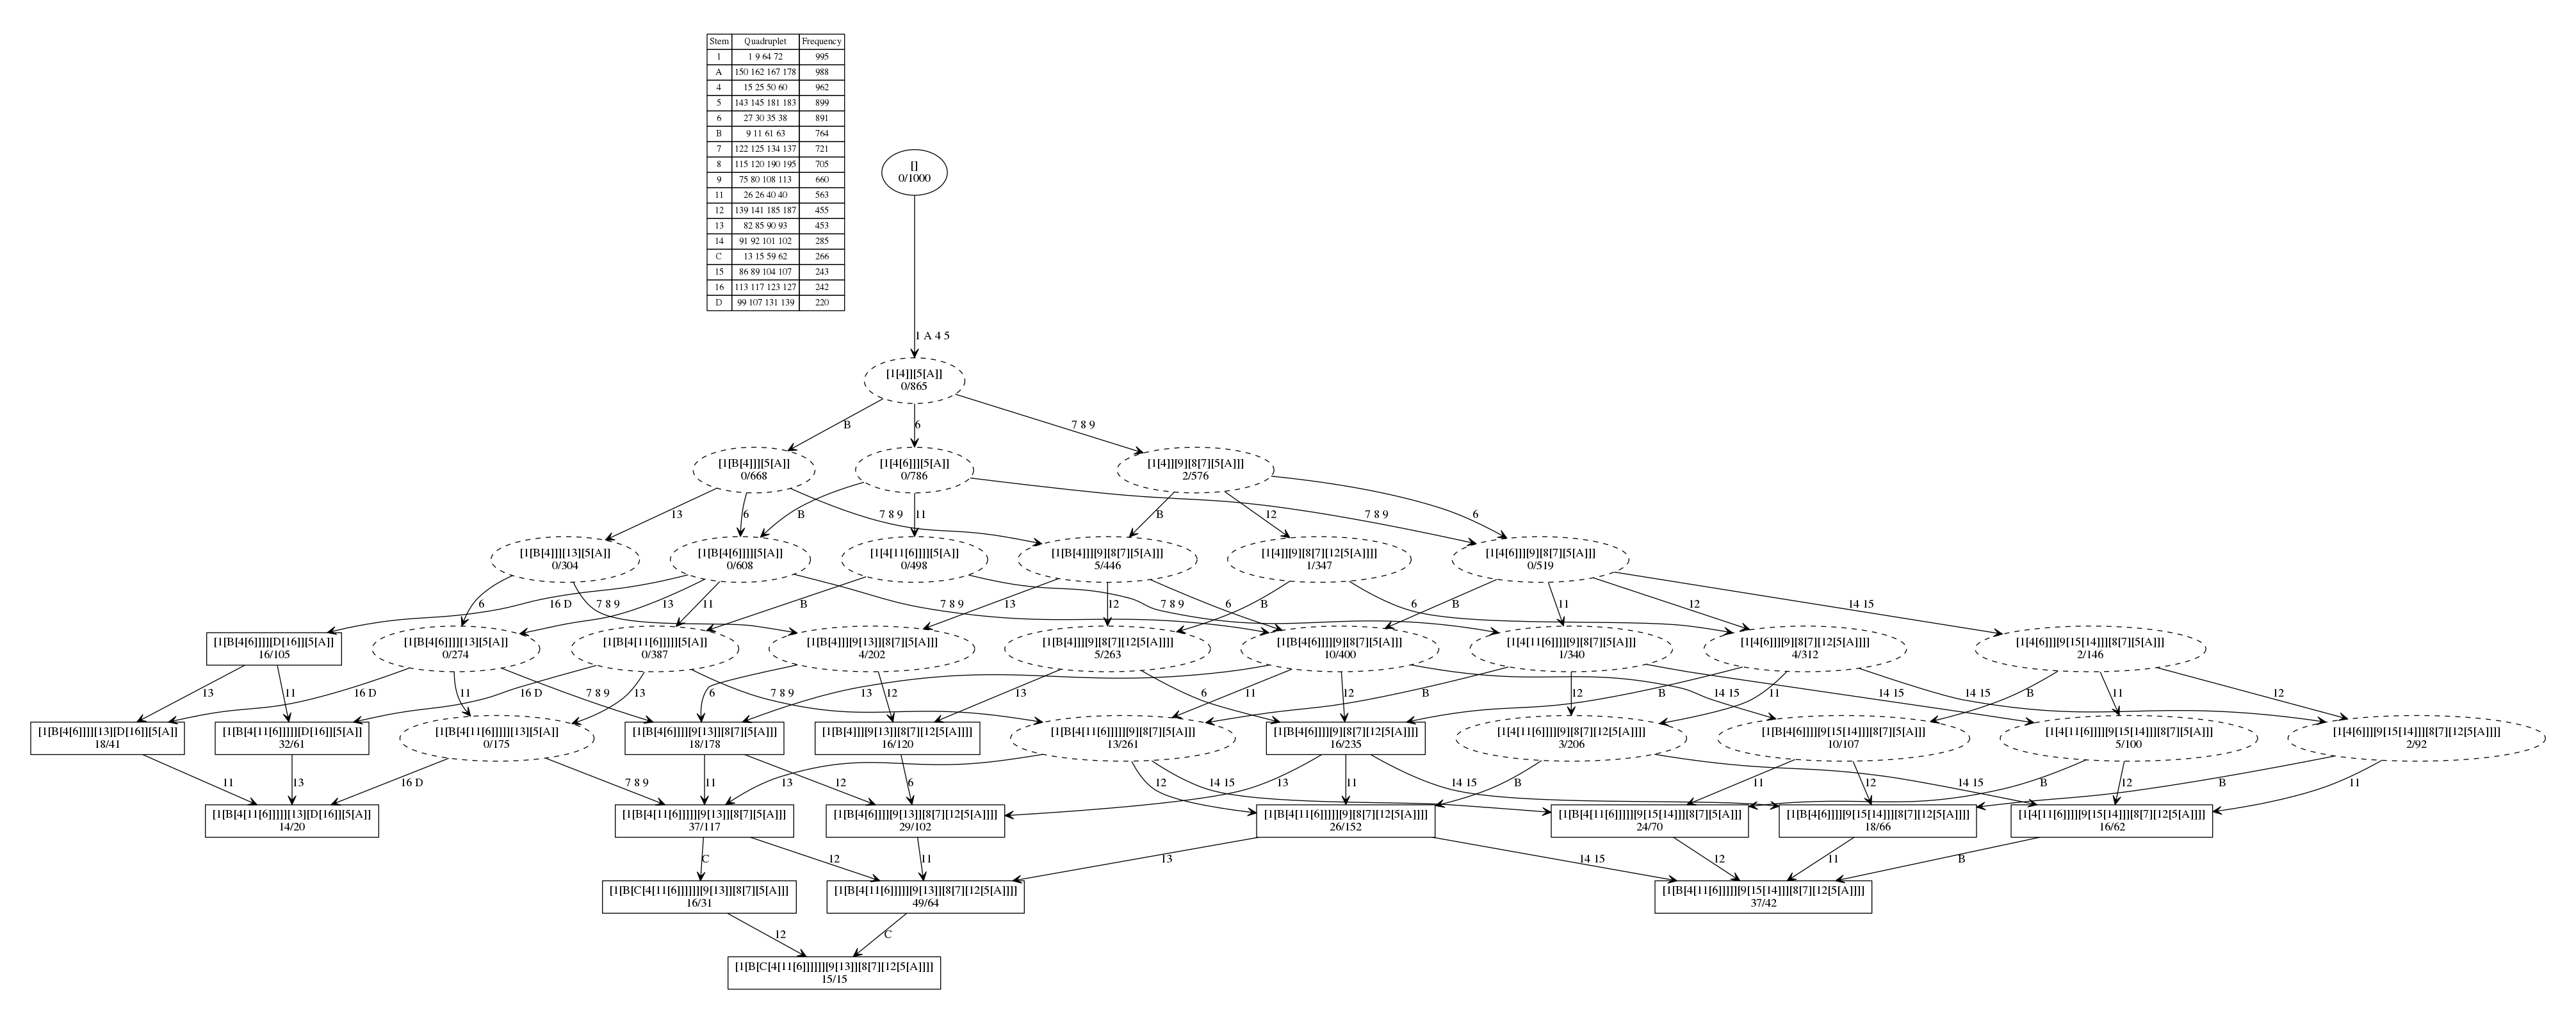 Stem Quadruplet Frequency
1 1 9 64 72 995
A 150 162 167 178 988
4 15 25 50 60 962
5 143 145 181 183 899
6 27 30 35 38 891
B 9 11 61 63 764
7 122 125 134 137 721
8 115 120 190 195 705
9 75 80 108 113 660
11 26 26 40 40 563
12 139 141 185 187 455
13 82 85 90 93 453
14 91 92 101 102 285
C 13 15 59 62 266
15 86 89 104 107 243
16 113 117 123 127 242
D 99 107 131 139 220
[]
0/1000
1 A 4 5
[1[4]][5[A]]
0/865
B 6 7 8 9
[1[B[4]]][5[A]]
0/668
[1[4[6]]][5[A]]
0/786
[1[4]][9][8[7][5[A]]]
2/576
13 6 7 8 9 B 11 7 8 9 B 12 6
[1[B[4]]][13][5[A]]
0/304
[1[B[4[6]]]][5[A]]
0/608
[1[4[11[6]]]][5[A]]
0/498
[1[B[4]]][9][8[7][5[A]]]
5/446
[1[4]][9][8[7][12[5[A]]]]
1/347
[1[4[6]]][9][8[7][5[A]]]
0/519
6 7 8 9 16 D 13 11 7 8 9 B 7 8 9 13 12 6 B 6 B 11 12 14 15
[1[B[4[6]]]][D[16]][5[A]]
16/105
[1[B[4[6]]]][13][5[A]]
0/274
[1[B[4[11[6]]]]][5[A]]
0/387
[1[B[4]]][9[13]][8[7][5[A]]]
4/202
[1[B[4]]][9][8[7][12[5[A]]]]
5/263
[1[B[4[6]]]][9][8[7][5[A]]]
10/400
[1[4[11[6]]]][9][8[7][5[A]]]
1/340
[1[4[6]]][9][8[7][12[5[A]]]]
4/312
[1[4[6]]][9[15[14]]][8[7][5[A]]]
2/146
13 11 16 D 11 7 8 9 16 D 13 7 8 9 6 12 13 6 13 11 12 14 15 B 12 14 15 B 11 14 15 B 11 12
[1[B[4[6]]]][13][D[16]][5[A]]
18/41
[1[B[4[11[6]]]]][D[16]][5[A]]
32/61
[1[B[4[11[6]]]]][13][5[A]]
0/175
[1[B[4[6]]]][9[13]][8[7][5[A]]]
18/178
[1[B[4]]][9[13]][8[7][12[5[A]]]]
16/120
[1[B[4[11[6]]]]][9][8[7][5[A]]]
13/261
[1[B[4[6]]]][9][8[7][12[5[A]]]]
16/235
[1[4[11[6]]]][9][8[7][12[5[A]]]]
3/206
[1[B[4[6]]]][9[15[14]]][8[7][5[A]]]
10/107
[1[4[11[6]]]][9[15[14]]][8[7][5[A]]]
5/100
[1[4[6]]][9[15[14]]][8[7][12[5[A]]]]
2/92
11 13 16 D 7 8 9 11 12 6 13 12 14 15 13 11 14 15 B 14 15 11 12 B 12 B 11
[1[B[4[11[6]]]]][13][D[16]][5[A]]
14/20
[1[B[4[11[6]]]]][9[13]][8[7][5[A]]]
37/117
[1[B[4[6]]]][9[13]][8[7][12[5[A]]]]
29/102
[1[B[4[11[6]]]]][9][8[7][12[5[A]]]]
26/152
[1[B[4[11[6]]]]][9[15[14]]][8[7][5[A]]]
24/70
[1[B[4[6]]]][9[15[14]]][8[7][12[5[A]]]]
18/66
[1[4[11[6]]]][9[15[14]]][8[7][12[5[A]]]]
16/62
C 12 11 13 14 15 12 11 B
[1[B[C[4[11[6]]]]]][9[13]][8[7][5[A]]]
16/31
[1[B[4[11[6]]]]][9[13]][8[7][12[5[A]]]]
49/64
[1[B[4[11[6]]]]][9[15[14]]][8[7][12[5[A]]]]
37/42
12 C
[1[B[C[4[11[6]]]]]][9[13]][8[7][12[5[A]]]]
15/15